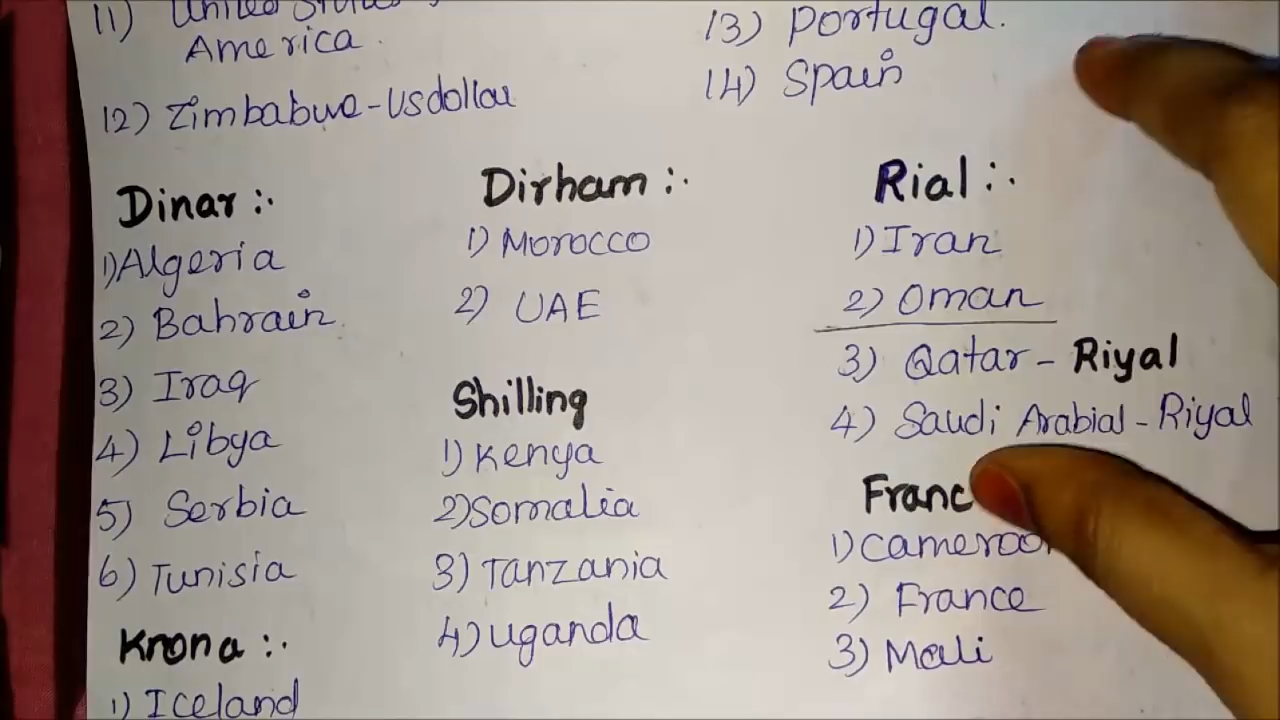 11) United States
America
12) Zimbabwe-Usdollar
13) Portugal.
14) Spain
Dinar :.
1) Algeria
2) Bahrain
3) Iraq
4) Libya
5) Serbia
6) Tunisia
Krona :.
1) Iceland
Dirham :.
1) Morocco
2) UAE
Shilling
1) Kenya
2) Somalia
3) Tanzania
4) Uganda
Rial :.
1) Iran
2) Oman
3) Qatar - Riyal
4) Saudi Arabial - Riyal
Franc
1) Cameroon
2) France
3) Mali